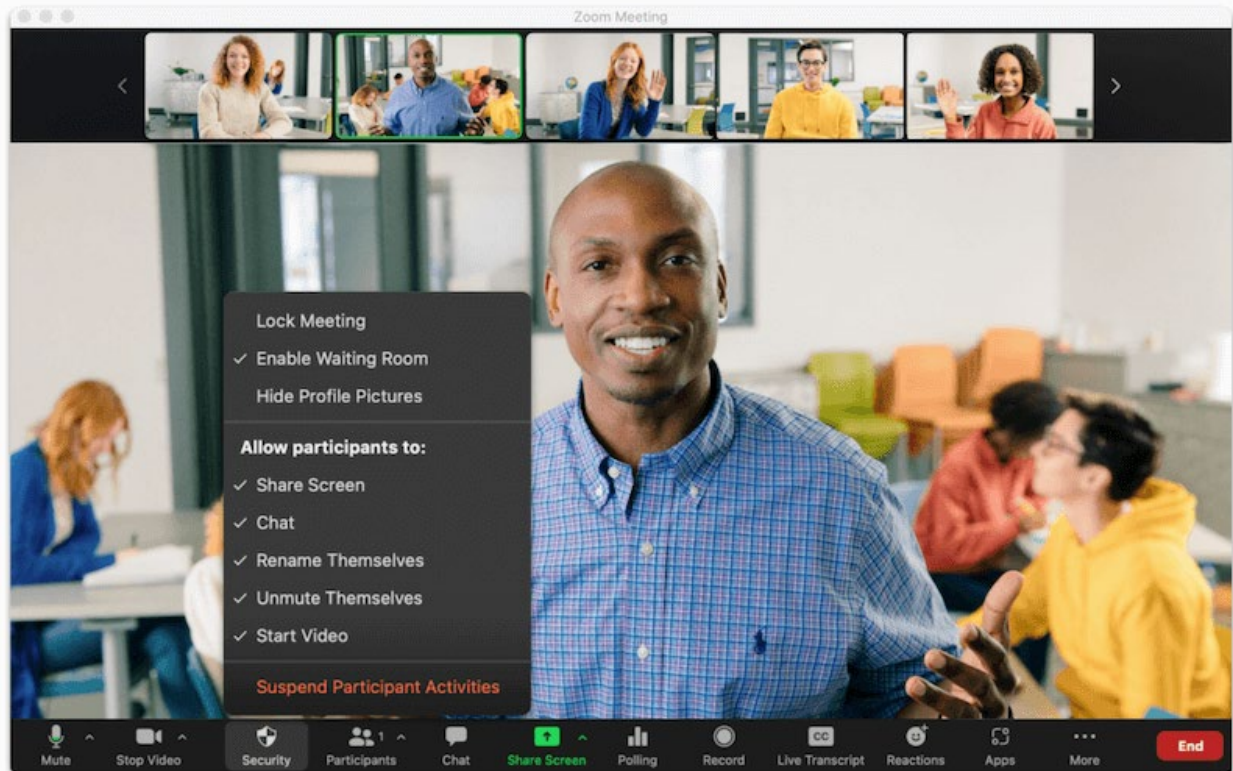 Zoom Meeting
Lock Meeting
✓ Enable Waiting Room
Hide Profile Pictures
Allow participants to:
✓ Share Screen
✓ Chat
✓ Rename Themselves
✓ Unmute Themselves
✓ Start Video
Suspend Participant Activities
1
Mute Stop Video Security Participants Chat Share Screen Polling Record CC Live Transcript Reactions Apps More End